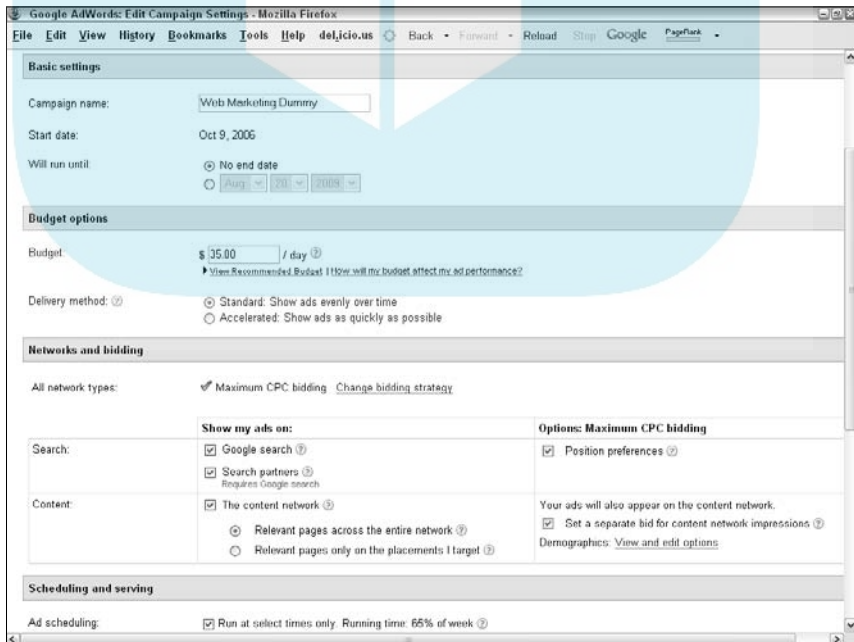 Google AdWords: Edit Campaign Settings - Mozilla Firefox
File Edit View History Bookmarks Tools Help del.icio.us Back Forward Reload Stop Google PageRank
Basic settings
Campaign name: Web Marketing Dummy
Start date: Oct 9, 2006
Will run until: No end date
Aug 20 2009
Budget options
Budget: $ 35.00 / day
View Recommended Budget | How will my budget affect my ad performance?
Delivery method: Standard: Show ads evenly over time
Accelerated: Show ads as quickly as possible
Networks and bidding
All network types: Maximum CPC bidding Change bidding strategy
Show my ads on: Options: Maximum CPC bidding
Search: Google search Position preferences
Search partners
Requires Google search
Content: The content network Your ads will also appear on the content network.
Relevant pages across the entire network Set a separate bid for content network impressions
Relevant pages only on the placements I target Demographics: View and edit options
Scheduling and serving
Ad scheduling: Run at select times only. Running time: 65% of week